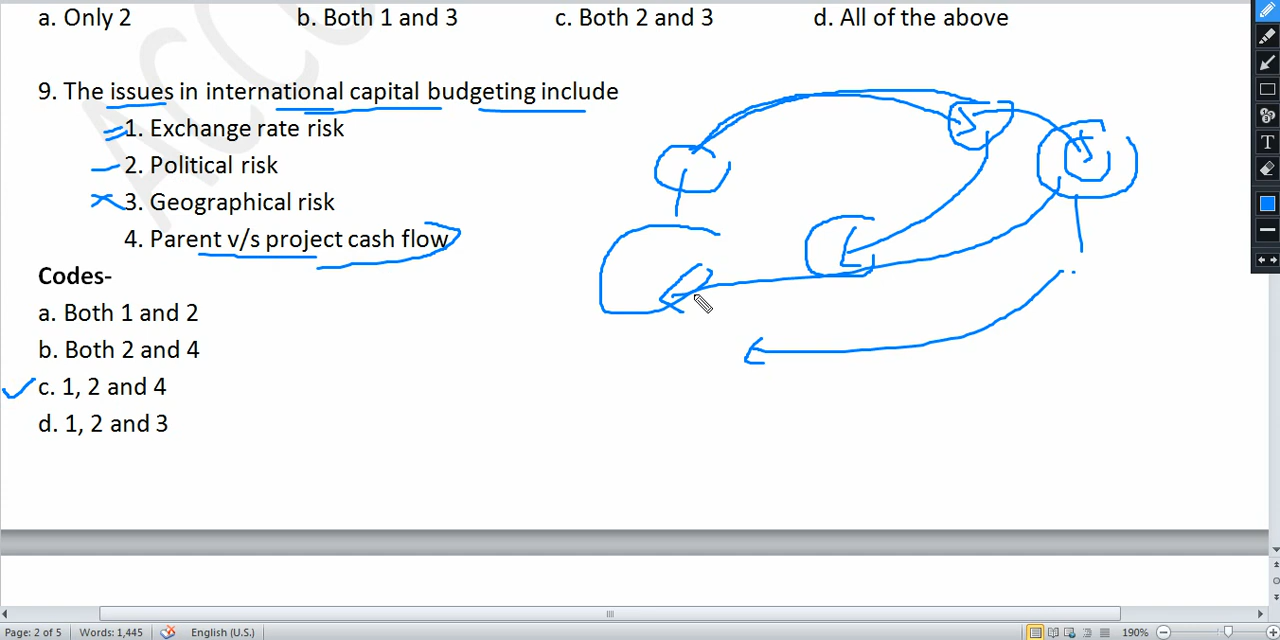 a. Only 2 b. Both 1 and 3 c. Both 2 and 3 d. All of the above
9. The issues in international capital budgeting include
1. Exchange rate risk
2. Political risk
3. Geographical risk
4. Parent v/s project cash flow
Codes-
a. Both 1 and 2
b. Both 2 and 4
c. 1, 2 and 4
d. 1, 2 and 3
Page: 2 of 5 Words: 1,445 English (U.S.) 190%